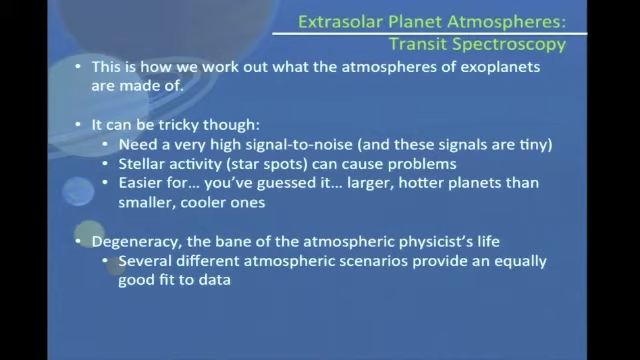 Extrasolar Planet Atmospheres:
Transit Spectroscopy
• This is how we work out what the atmospheres of exoplanets
are made of.
• It can be tricky though:
• Need a very high signal-to-noise (and these signals are tiny)
• Stellar activity (star spots) can cause problems
• Easier for... you've guessed it... larger, hotter planets than
smaller, cooler ones
• Degeneracy, the bane of the atmospheric physicist's life
• Several different atmospheric scenarios provide an equally
good fit to data